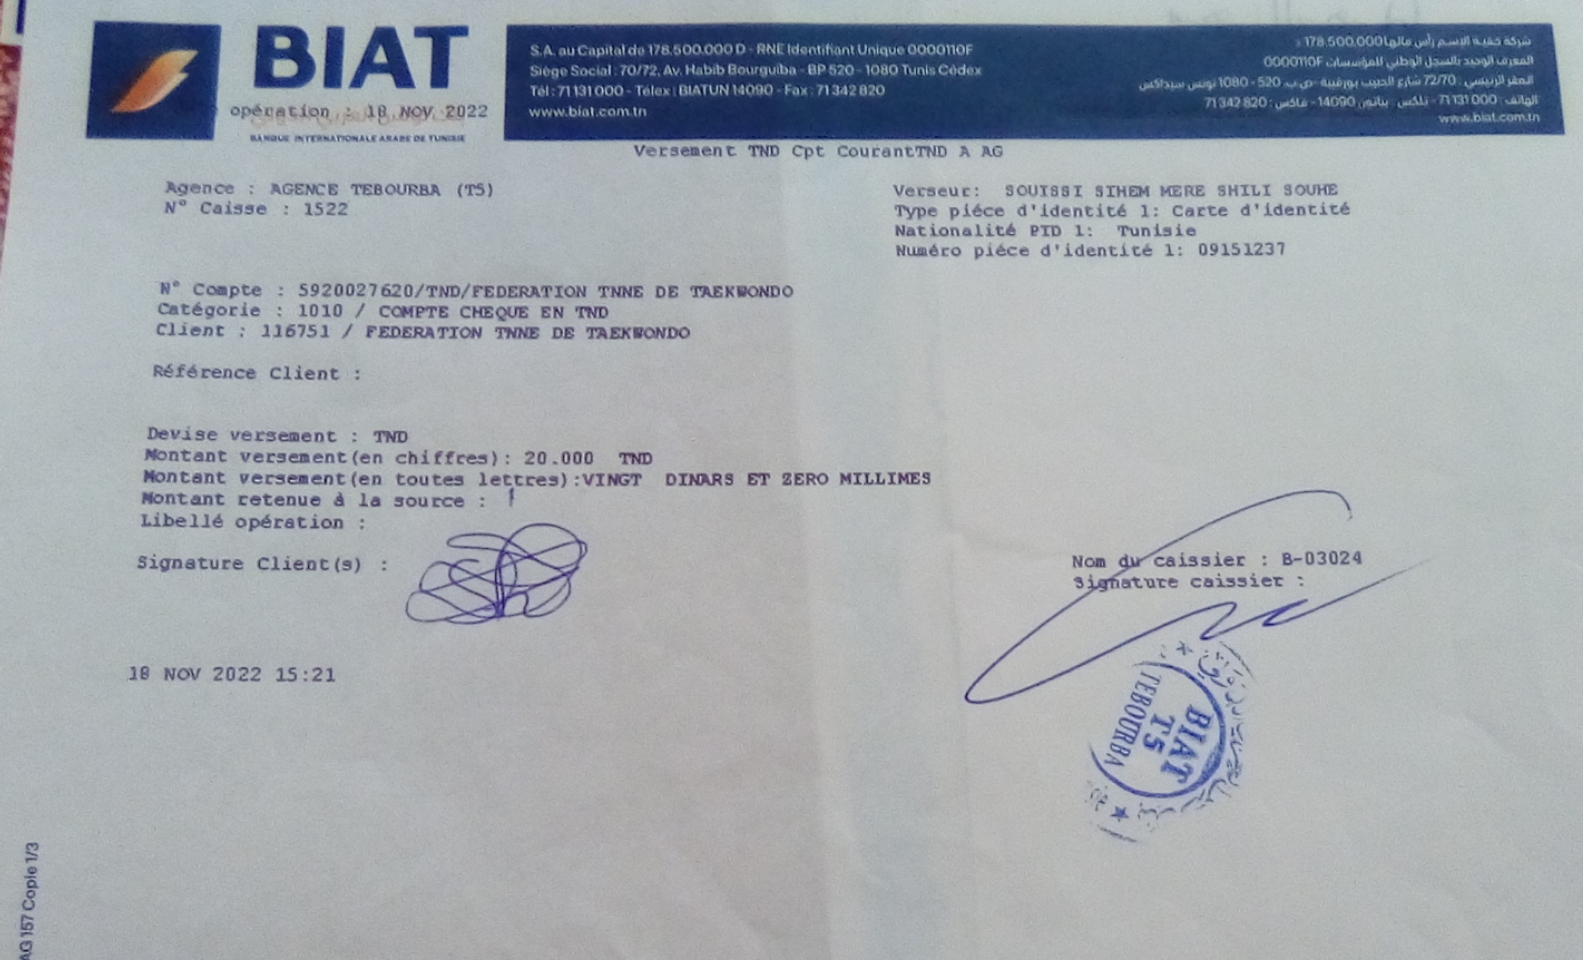 BIAT
opération : 18 NOV 2022
BANQUE INTERNATIONALE ARABE DE TUNISIE
S.A. au Capital de 178.500.000 D - RNE Identifiant Unique 0000110F
Siège Social : 70/72, Av. Habib Bourguiba - BP 520 - 1080 Tunis Cédex
Tél : 71 131 000 - Télex : BIATUN 14090 - Fax : 71 342 820
www.biat.com.tn
شركة خفية الاسم رأس مالها 178.500.000 د
المعرف الوحيد بالسجل الوطني للمؤسسات 0000110F
المقر الرئيسي : 72/70 شارع الحبيب بورقيبة - ص.ب. 520 - 1080 تونس سيداكس
الهاتف : 71 131 000 - تلكس : بياتون 14090 - فاكس : 71 342 820
www.biat.com.tn
Versement TND Cpt CourantTND A AG
Agence : AGENCE TEBOURBA (T5)
N° Caisse : 1522
Verseur: SOUISSI SIHEM MERE SHILI SOUHE
Type piéce d'identité 1: Carte d'identité
Nationalité PID 1: Tunisie
Numéro piéce d'identité 1: 09151237
N° Compte : 5920027620/TND/FEDERATION TNNE DE TAEKWONDO
Catégorie : 1010 / COMPTE CHEQUE EN TND
Client : 116751 / FEDERATION TNNE DE TAEKWONDO
Référence Client :
Devise versement : TND
Montant versement(en chiffres): 20.000 TND
Montant versement(en toutes lettres):VINGT DINARS ET ZERO MILLIMES
Montant retenue à la source :
Libellé opération :
Signature Client(s) :
Nom du caissier : B-03024
Signature caissier :
18 NOV 2022 15:21
BIAT
T5
TEBOURBA
AG 157 Copie 1/3